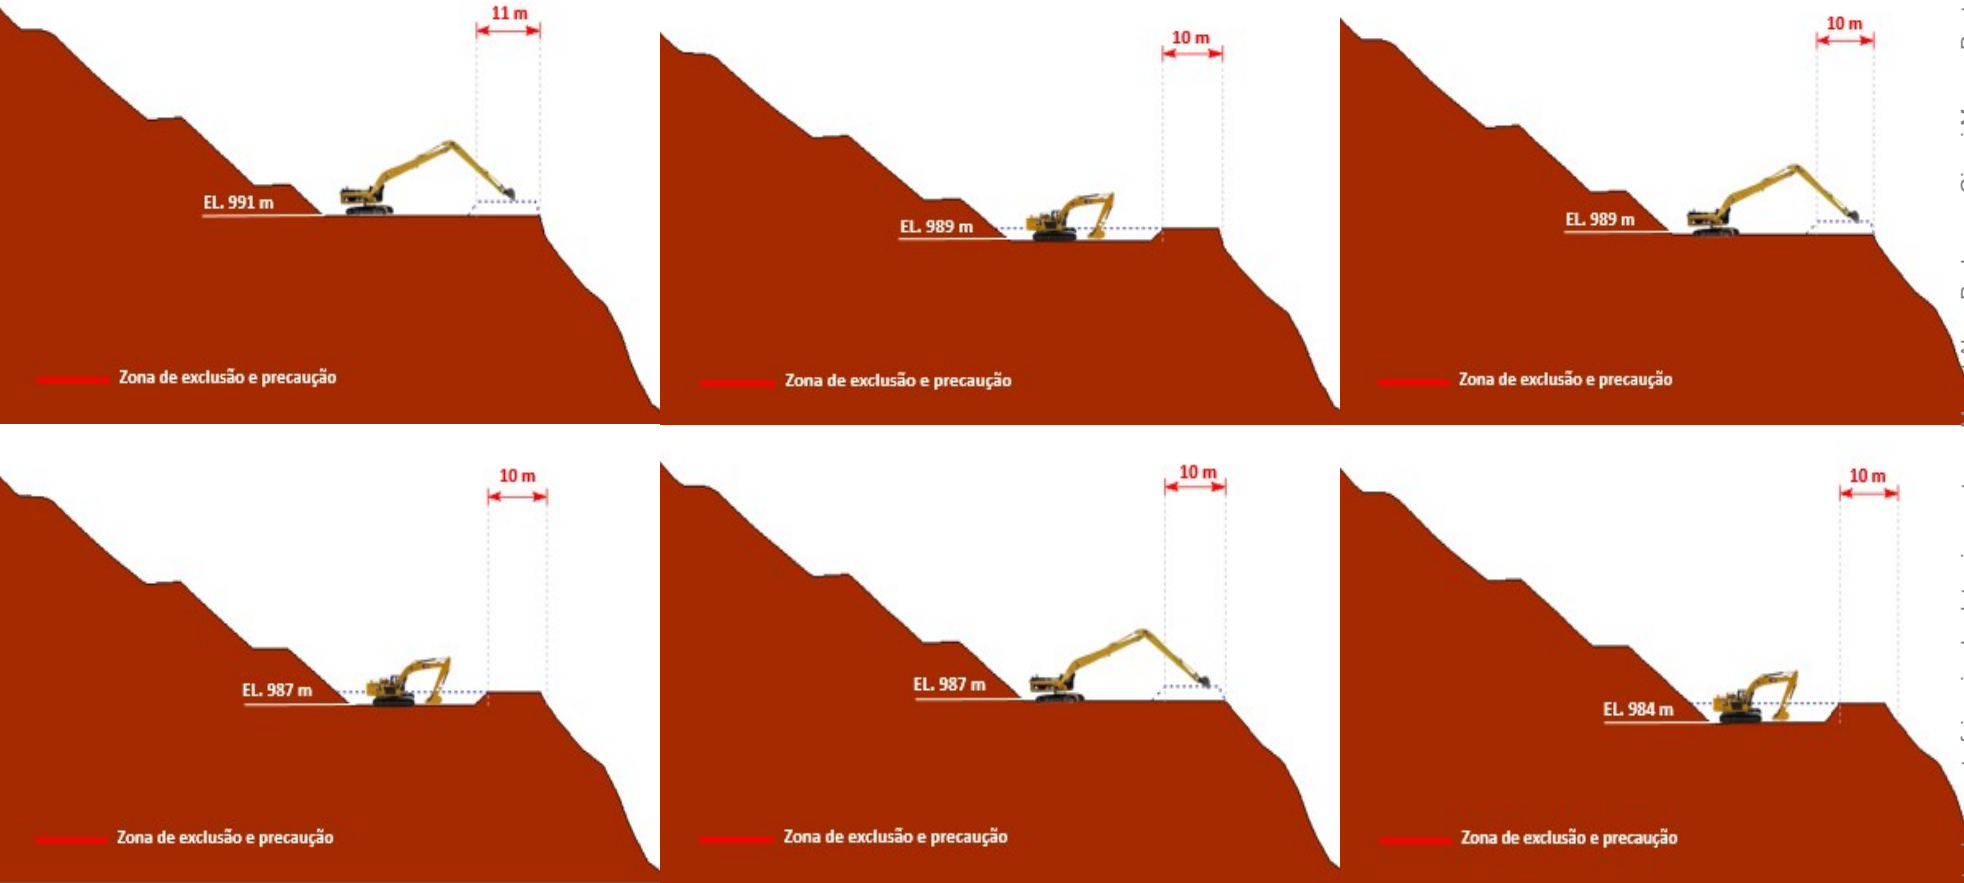 11 m
EL. 991 m
Zona de exclusão e precaução
10 m
EL. 989 m
Zona de exclusão e precaução
10 m
EL. 989 m
Zona de exclusão e precaução
10 m
EL. 987 m
Zona de exclusão e precaução
10 m
EL. 987 m
Zona de exclusão e precaução
10 m
EL. 984 m
Zona de exclusão e precaução